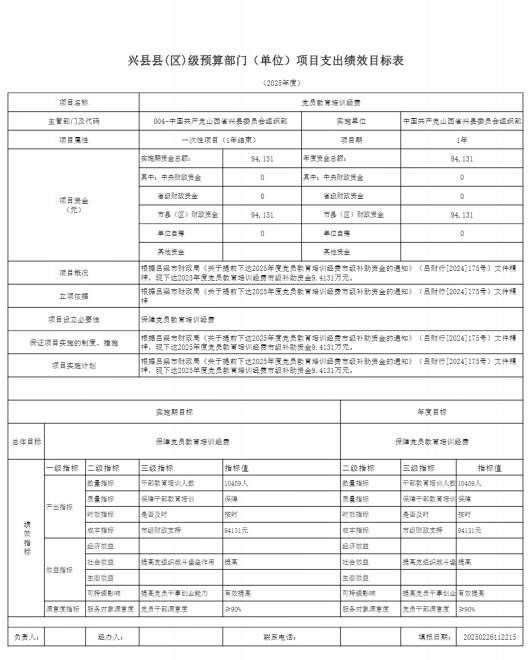 兴县县(区)级预算部门（单位）项目支出绩效目标表
（2025年度）
项目名称 党员教育培训经费
主管部门及代码 004-中国共产党山西省兴县委员会组织部 实施单位 中国共产党山西省兴县委员会组织部
项目属性 一次性项目（1年结束） 项目期 1年
项目资金（元） 实施期资金总额： 94,131 年度资金总额： 94,131
其中：中央财政资金 0 其中：中央财政资金 0
省级财政资金 0 省级财政资金 0
市县（区）财政资金 94,131 市县（区）财政资金 94,131
单位自筹 0 单位自筹 0
其他资金 其他资金
项目概况 根据吕梁市财政局《关于提前下达2025年度党员教育培训经费市级补助资金的通知》（吕财行[2024]175号）文件精
神，现下达2025年度党员教育培训经费市级补助资金9.4131万元。
立项依据 根据吕梁市财政局《关于提前下达2025年度党员教育培训经费市级补助资金的通知》（吕财行[2024]175号）文件精
神
项目设立必要性 保障党员教育培训经费
保证项目实施的制度、措施 根据吕梁市财政局《关于提前下达2025年度党员教育培训经费市级补助资金的通知》（吕财行[2024]175号）文件精
神，现下达2025年度党员教育培训经费市级补助资金9.4131万元。
项目实施计划 根据吕梁市财政局《关于提前下达2025年度党员教育培训经费市级补助资金的通知》（吕财行[2024]175号）文件精
神，现下达2025年度党员教育培训经费市级补助资金9.4131万元。
实施期目标 年度目标
总体目标 保障党员教育培训经费 保障党员教育培训经费
绩效指标 一级指标 二级指标 三级指标 指标值 二级指标 三级指标 指标值
产出指标 数量指标 干部教育培训人数 10459人 数量指标 干部教育培训人数 10459人
质量指标 保障干部教育培训 保障 质量指标 保障干部教育培训 保障
时效指标 是否及时 按时 时效指标 是否及时 按时
成本指标 市级财政支持 94131元 成本指标 市级财政支持 94131元
效益指标 经济效益 经济效益
社会效益 提高党组织战斗堡垒作用 提高 社会效益 提高党组织战斗堡垒 提高
生态效益 生态效益
可持续影响 提高党员干事创业能力 有效提高 可持续影响 提高党员干事创业 有效提高
满意度指标 服务对象满意度 党员干部满意度 ≥90% 服务对象满意度 党员干部满意度 ≥90%
负责人： 经办人： 联系电话： 填报日期： 20250226112215